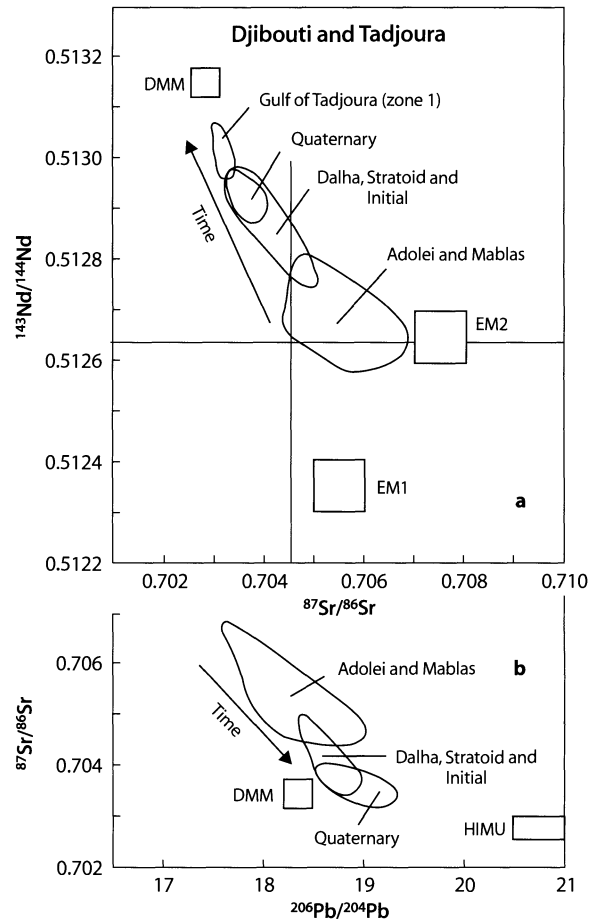 Djibouti and Tadjoura
0.5132
DMM
Gulf of Tadjoura (zone 1)
Quaternary
0.5130
Dalha, Stratoid and
Initial
Time
0.5128
Adolei and Mablas
143Nd/144Nd
EM2
0.5126
0.5124
EM1
a
0.5122
0.702 0.704 0.706 0.708 0.710
87Sr/86Sr
b
0.706
Adolei and Mablas
87Sr/86Sr
Time
Dalha, Stratoid and
Initial
0.704
DMM
HIMU
Quaternary
0.702
17 18 19 20 21
206Pb/204Pb